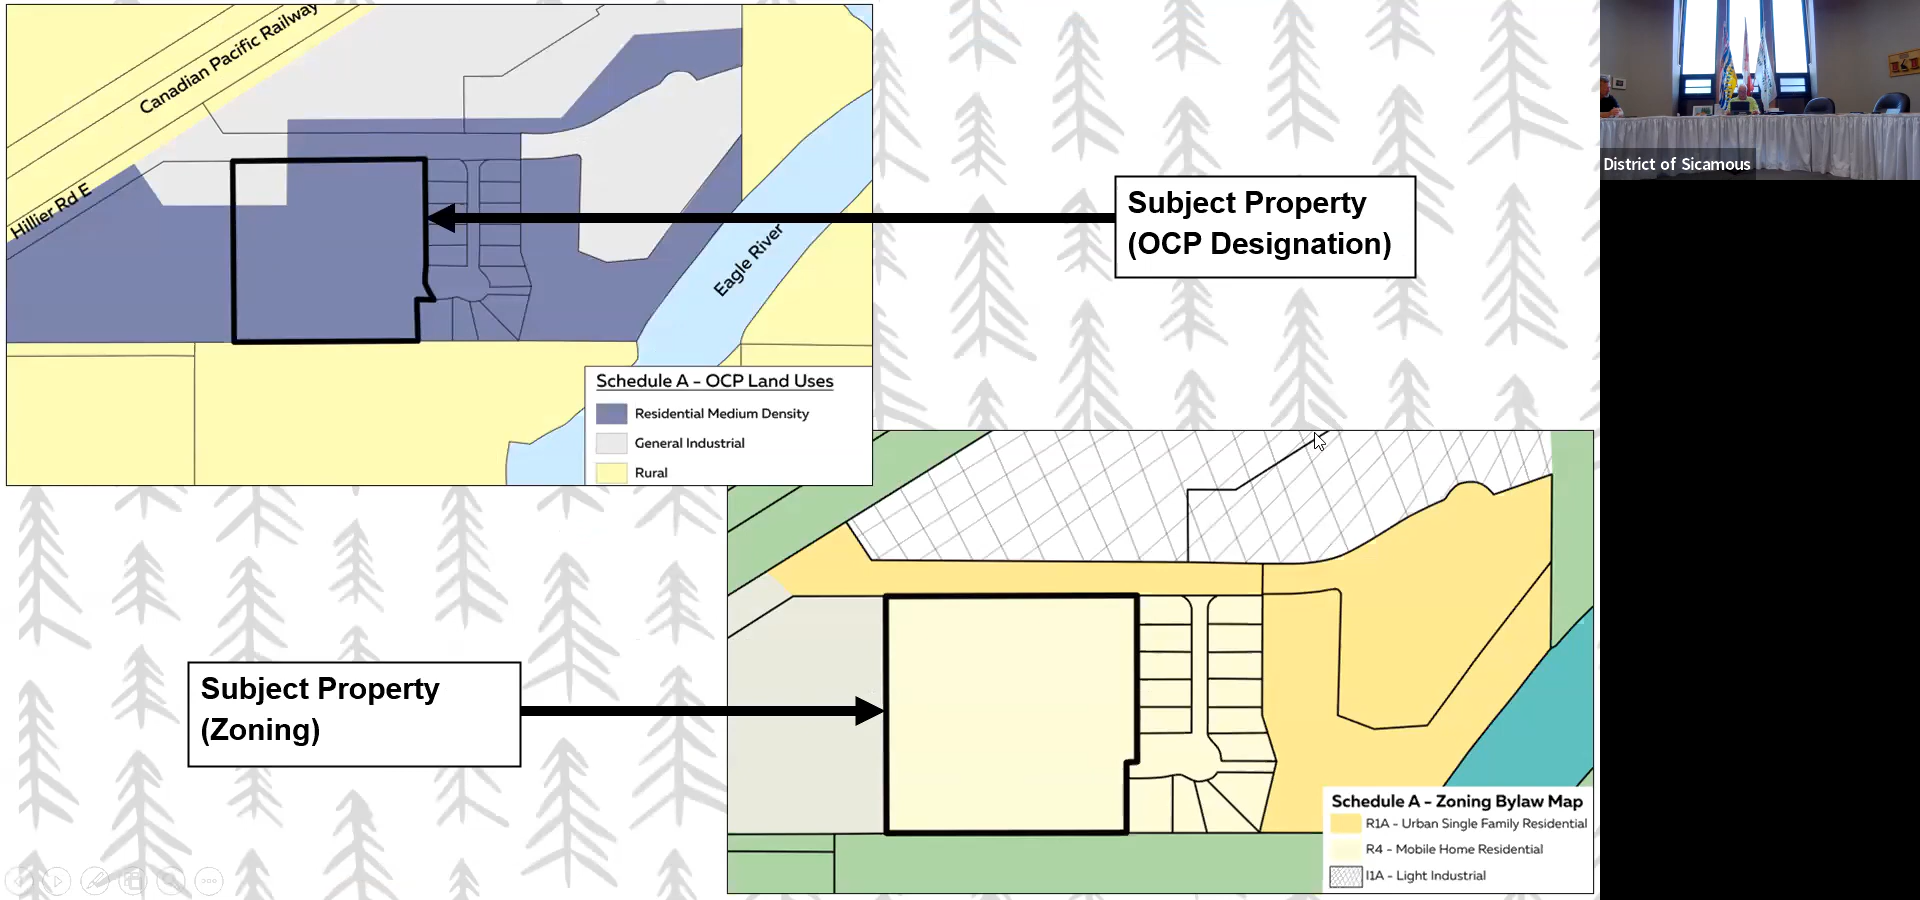 Canadian Pacific Railway
Hillier Rd E
Eagle River
Schedule A - OCP Land Uses
Residential Medium Density
General Industrial
Rural
Subject Property
(OCP Designation)
District of Sicamous
Subject Property
(Zoning)
Schedule A - Zoning Bylaw Map
R1A - Urban Single Family Residential
R4 - Mobile Home Residential
I1A - Light Industrial